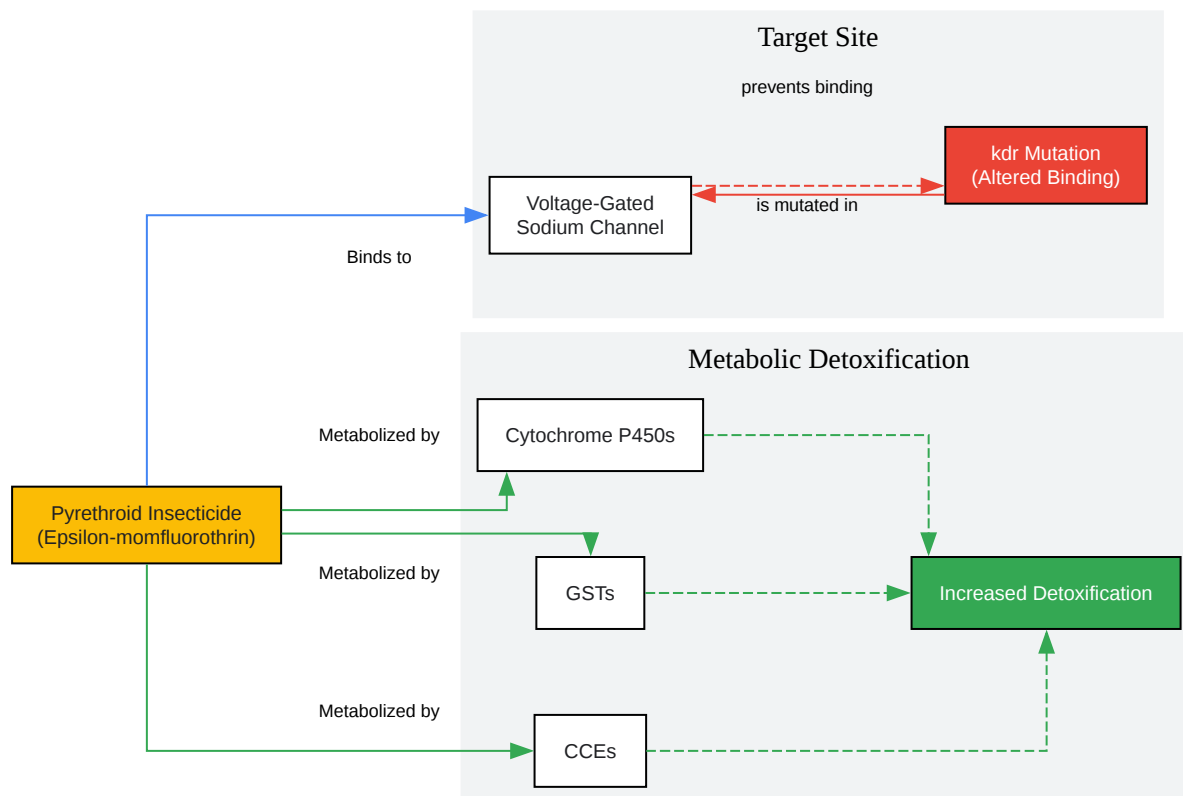 Target Site
prevents binding
kdr Mutation
(Altered Binding)
Voltage-Gated
Sodium Channel
is mutated in
Binds to
Metabolic Detoxification
Metabolized by
Cytochrome P450s
Pyrethroid Insecticide
(Epsilon-momfluorothrin)
Metabolized by
GSTs
Increased Detoxification
Metabolized by
CCEs